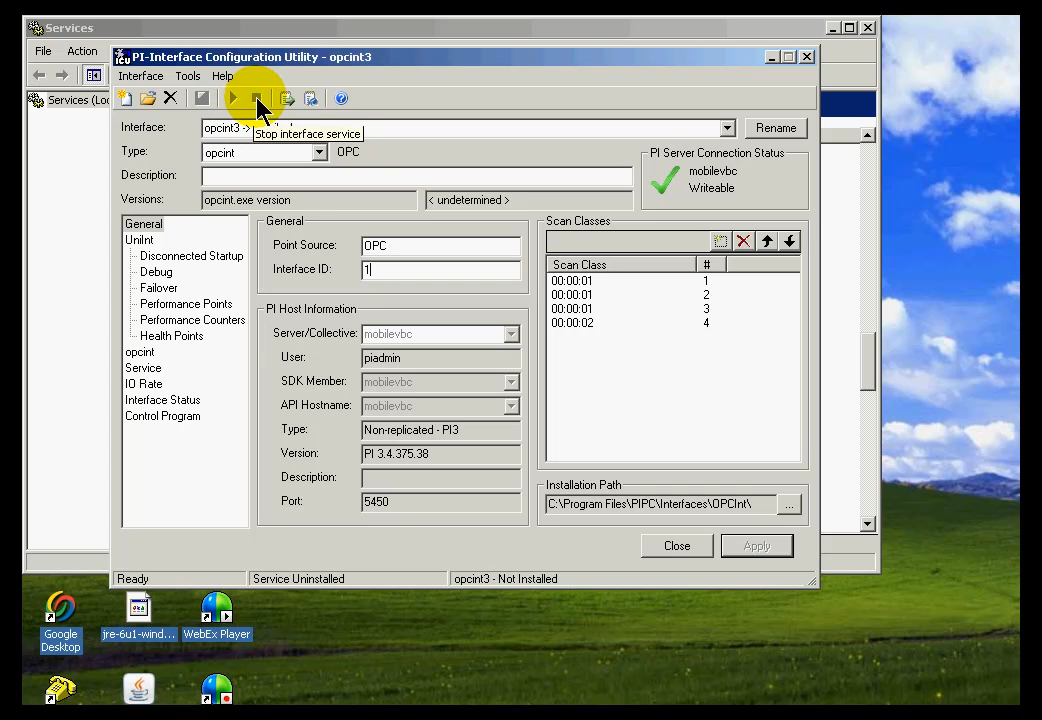 Services
File Action
Services (Loc
PI-Interface Configuration Utility - opcint3
Interface Tools Help
Stop interface service
Interface: opcint3 -> Rename
Type: opcint OPC
Description:
Versions: opcint.exe version < undetermined >
PI Server Connection Status
mobilevbc
Writeable
General
UniInt
Disconnected Startup
Debug
Failover
Performance Points
Performance Counters
Health Points
opcint
Service
IO Rate
Interface Status
Control Program
General
Point Source: OPC
Interface ID: 1
PI Host Information
Server/Collective: mobilevbc
User: piadmin
SDK Member: mobilevbc
API Hostname: mobilevbc
Type: Non-replicated - PI3
Version: PI 3.4.375.38
Description:
Port: 5450
Scan Classes
Scan Class #
00:00:01 1
00:00:01 2
00:00:01 3
00:00:02 4
Installation Path
C:\Program Files\PIPC\Interfaces\OPCInt\ ...
Close Apply
Ready Service Uninstalled opcint3 - Not Installed
Google Desktop
jre-6u1-wind...
WebEx Player